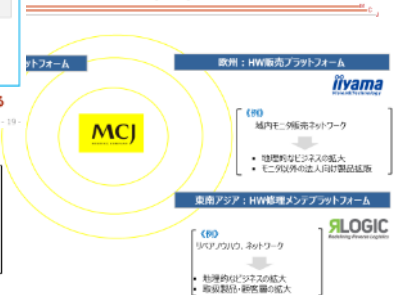 ットフォーム
欧州：HW販売プラットフォーム
iiyama
《例》
域内モニタ販売ネットワーク
• 地理的なビジネスの拡大
• モニタ以外の法人向け製品拡販
- 19 -
MCJ
東南アジア：HW修理メンテプラットフォーム
RLOGIC
《例》
リペアノウハウ、ネットワーク
• 地理的なビジネスの拡大
• 取扱製品・顧客層の拡大